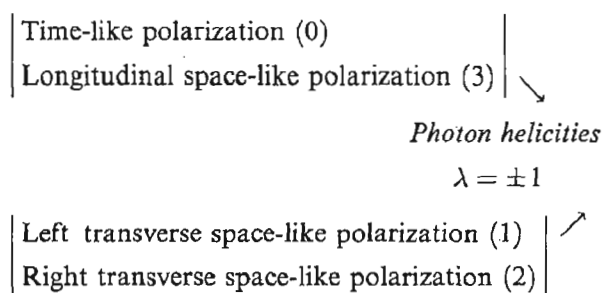 Time-like polarization (0)
Longitudinal space-like polarization (3)
Photon helicities
λ = ±1
Left transverse space-like polarization (1)
Right transverse space-like polarization (2)